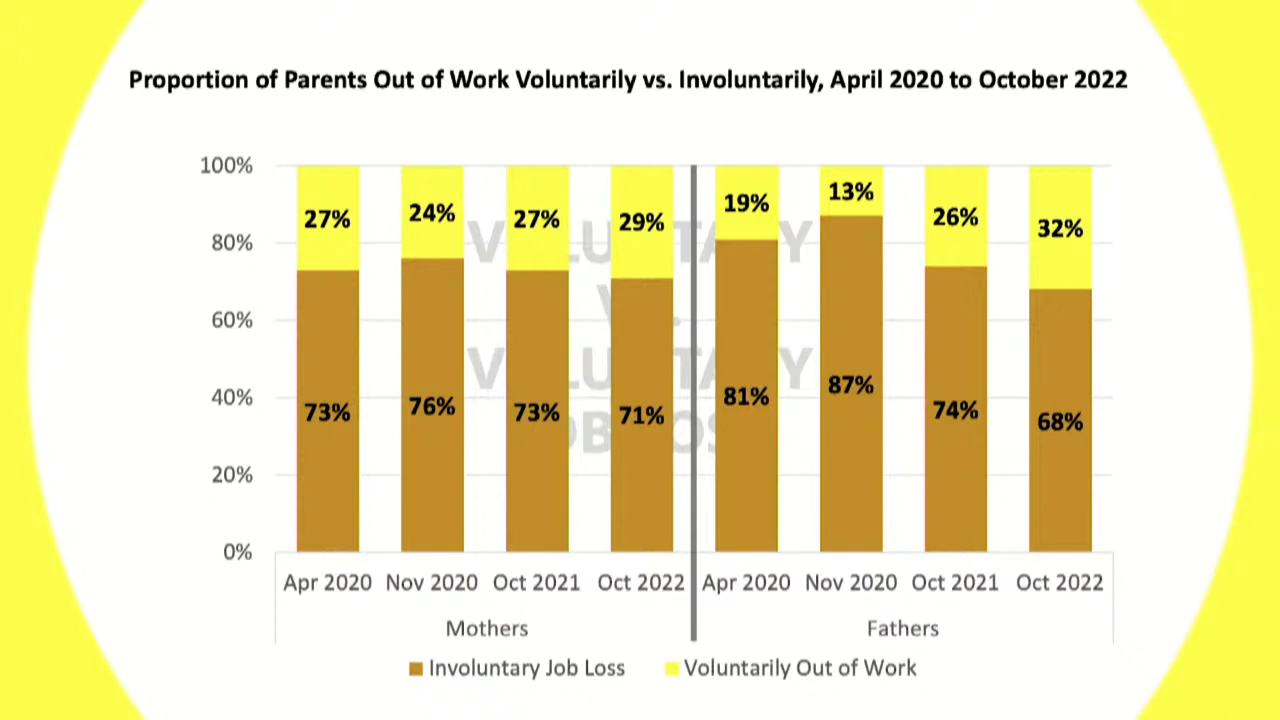 Proportion of Parents Out of Work Voluntarily vs. Involuntarily, April 2020 to October 2022
100%
80%
60%
40%
20%
0%
27% 24% 27% 29% 19% 13% 26% 32%
73% 76% 73% 71% 81% 87% 74% 68%
Apr 2020 Nov 2020 Oct 2021 Oct 2022 Apr 2020 Nov 2020 Oct 2021 Oct 2022
Mothers Fathers
Involuntary Job Loss Voluntarily Out of Work